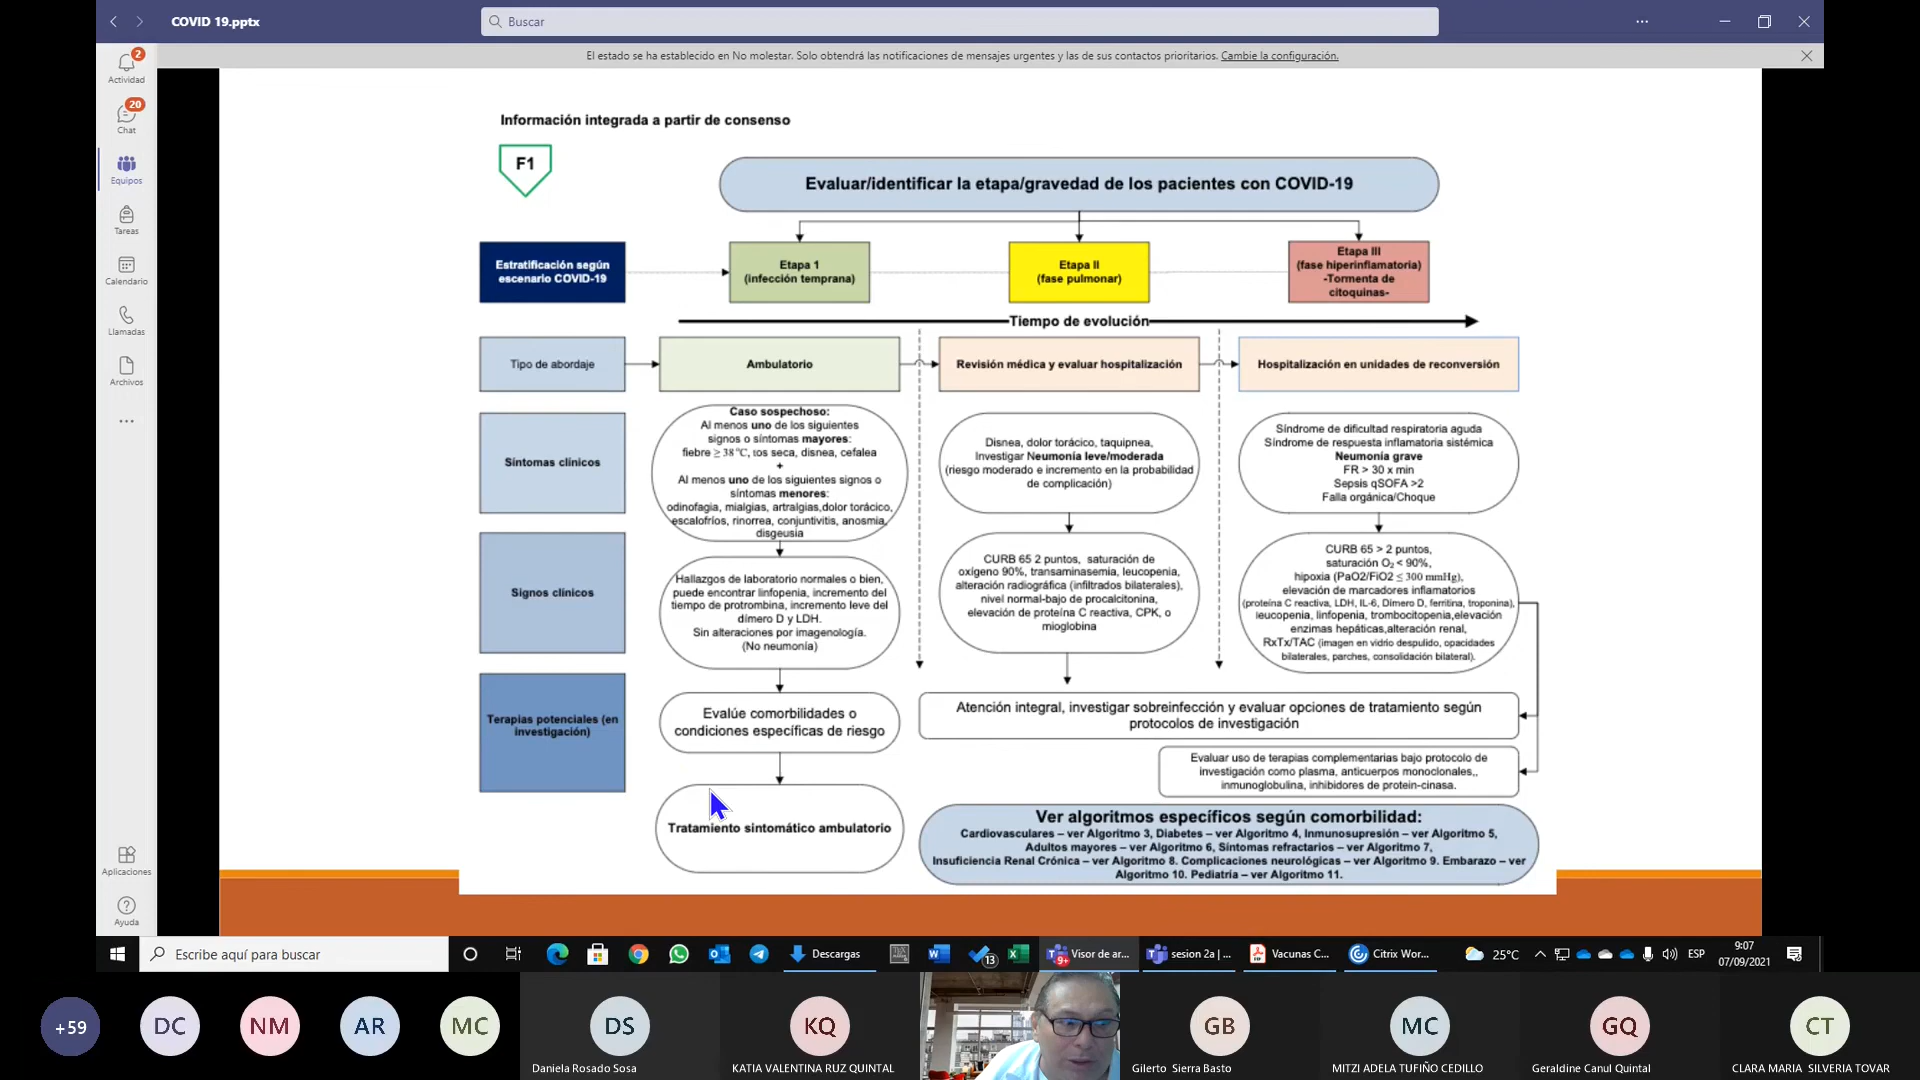 COVID 19.pptx
Buscar
El estado se ha establecido en No molestar. Solo obtendrá las notificaciones de mensajes urgentes y las de sus contactos prioritarios. Cambie la configuración.
2
Actividad
20
Chat
Equipos
Tareas
Calendario
Llamadas
Archivos
Aplicaciones
Ayuda
Información integrada a partir de consenso
F1
Evaluar/identificar la etapa/gravedad de los pacientes con COVID-19
Estratificación según
escenario COVID-19
Etapa 1
(infección temprana)
Etapa II
(fase pulmonar)
Etapa III
(fase hiperinflamatoria)
-Tormenta de
citoquinas-
Tiempo de evolución
Tipo de abordaje
Ambulatorio
Revisión médica y evaluar hospitalización
Hospitalización en unidades de reconversión
Síntomas clínicos
Caso sospechoso:
Al menos uno de los siguientes
signos o síntomas mayores:
fiebre ≥ 38 °C, tos seca, disnea, cefalea
+
Al menos uno de los siguientes signos o
síntomas menores:
odinofagia, mialgias, artralgias,dolor torácico,
escalofríos, rinorrea, conjuntivitis, anosmia,
disgeusia
Disnea, dolor torácico, taquipnea,
Investigar Neumonía leve/moderada
(riesgo moderado e incremento en la probabilidad
de complicación)
Síndrome de dificultad respiratoria aguda
Síndrome de respuesta inflamatoria sistémica
Neumonía grave
FR > 30 x min
Sepsis qSOFA >2
Falla orgánica/Choque
Signos clínicos
Hallazgos de laboratorio normales o bien,
puede encontrar linfopenia, incremento del
tiempo de protrombina, incremento leve del
dímero D y LDH.
Sin alteraciones por imagenología.
(No neumonía)
CURB 65 2 puntos, saturación de
oxígeno 90%, transaminasemia, leucopenia,
alteración radiográfica (infiltrados bilaterales),
nivel normal-bajo de procalcitonina,
elevación de proteína C reactiva, CPK, o
mioglobina
CURB 65 > 2 puntos,
saturación O₂ < 90%,
hipoxia (PaO2/FiO2 ≤ 300 mmHg),
elevación de marcadores inflamatorios
(proteína C reactiva, LDH, IL-6, Dímero D, ferritina, troponina),
leucopenia, linfopenia, trombocitopenia,elevación
enzimas hepáticas,alteración renal,
RxTx/TAC (imagen en vidrio despulido, opacidades
bilaterales, parches, consolidación bilateral).
Terapias potenciales (en
investigación)
Evalúe comorbilidades o
condiciones específicas de riesgo
Tratamiento sintomático ambulatorio
Atención integral, investigar sobreinfección y evaluar opciones de tratamiento según
protocolos de investigación
Evaluar uso de terapias complementarias bajo protocolo de
investigación como plasma, anticuerpos monoclonales,,
inmunoglobulina, inhibidores de protein-cinasa.
Ver algoritmos específicos según comorbilidad:
Cardiovasculares – ver Algoritmo 3, Diabetes – ver Algoritmo 4, Inmunosupresión – ver Algoritmo 5,
Adultos mayores – ver Algoritmo 6, Síntomas refractarios – ver Algoritmo 7,
Insuficiencia Renal Crónica – ver Algoritmo 8. Complicaciones neurológicas – ver Algoritmo 9. Embarazo – ver
Algoritmo 10. Pediatría – ver Algoritmo 11.
Escribe aquí para buscar
Descargas
13
9+
Visor de ar...
sesion 2a | ...
Vacunas C...
Citrix Wor...
25°C
ESP
9:07
07/09/2021
+59
DC
NM
AR
MC
DS
Daniela Rosado Sosa
KQ
KATIA VALENTINA RUZ QUINTAL
GB
Gilerto Sierra Basto
MC
MITZI ADELA TUFIÑO CEDILLO
GQ
Geraldine Canul Quintal
CT
CLARA MARIA SILVERIA TOVAR